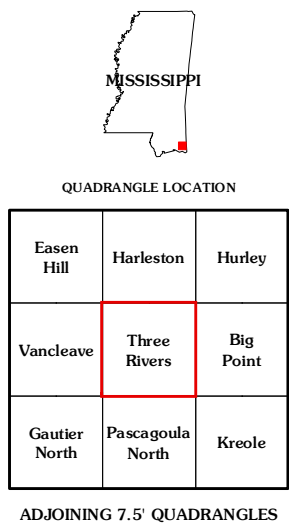 MISSISSIPPI
QUADRANGLE LOCATION
Easen
Hill
Harleston
Hurley
Vancleave
Three
Rivers
Big
Point
Gautier
North
Pascagoula
North
Kreole
ADJOINING 7.5' QUADRANGLES